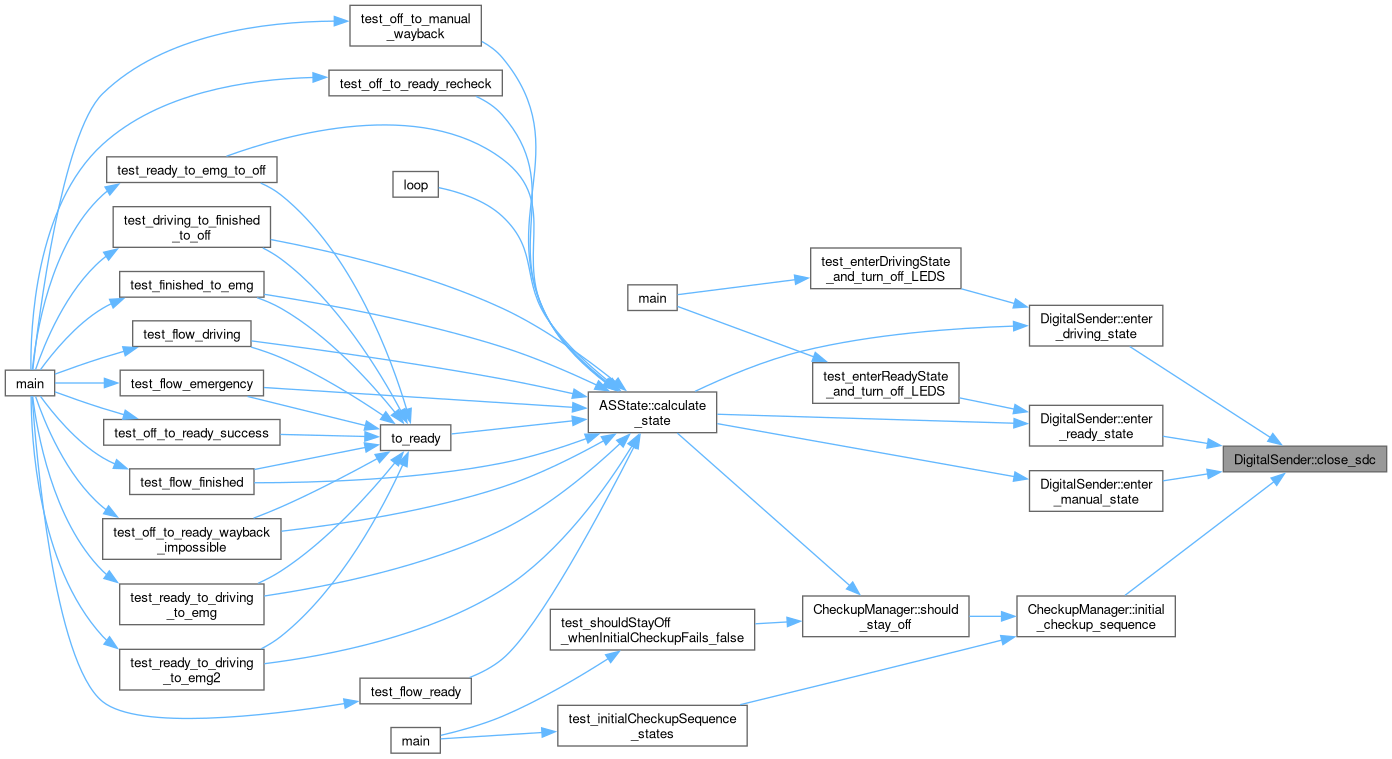 test_off_to_manual
_wayback
test_off_to_ready_recheck
test_ready_to_emg_to_off
loop
test_driving_to_finished
_to_off
test_finished_to_emg
test_flow_driving
main
test_flow_emergency
test_off_to_ready_success
to_ready
test_flow_finished
test_off_to_ready_wayback
_impossible
test_ready_to_driving
_to_emg
test_ready_to_driving
_to_emg2
test_flow_ready
main
ASState::calculate
_state
main
test_enterDrivingState
_and_turn_off_LEDS
test_enterReadyState
_and_turn_off_LEDS
DigitalSender::enter
_driving_state
DigitalSender::enter
_ready_state
DigitalSender::close_sdc
DigitalSender::enter
_manual_state
CheckupManager::should
_stay_off
CheckupManager::initial
_checkup_sequence
test_shouldStayOff
_whenInitialCheckupFails_false
test_initialCheckupSequence
_states